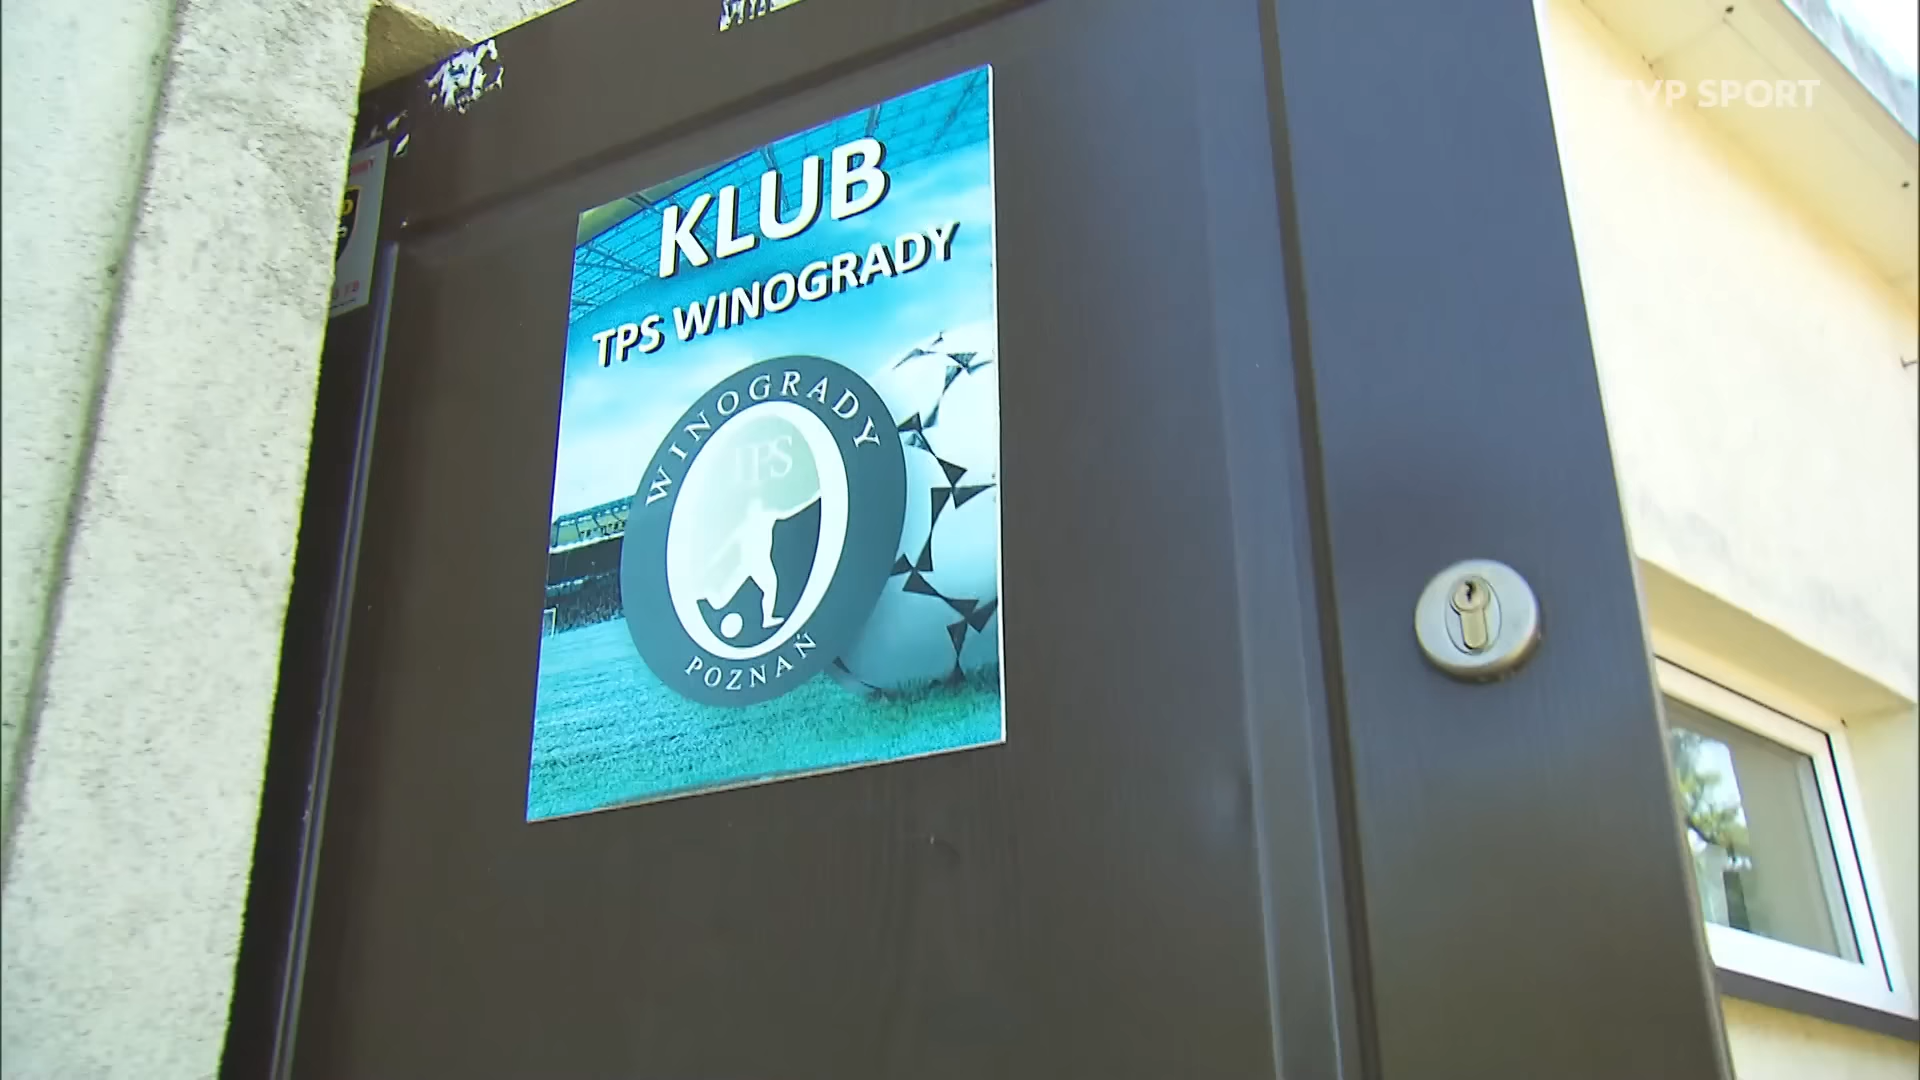 TVP SPORT
KLUB
TPS WINOGRADY
WINOGRADY
TPS
POZNAŃ